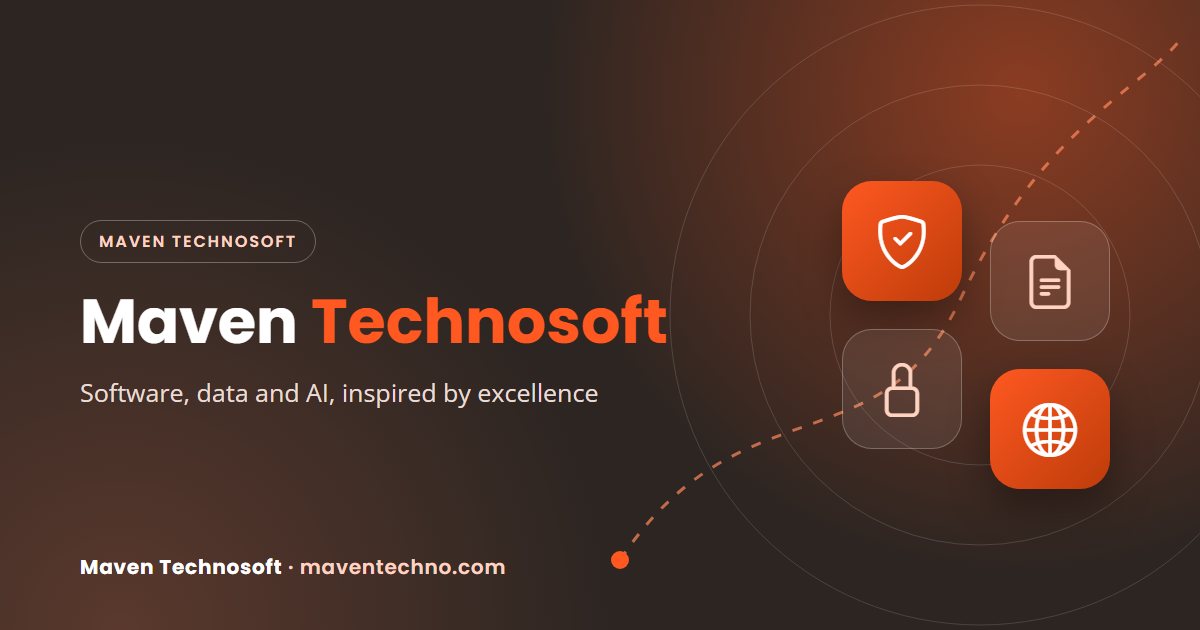 MAVEN TECHNOSOFT
Maven Technosoft
Software, data and AI, inspired by excellence
Maven Technosoft · maventechno.com